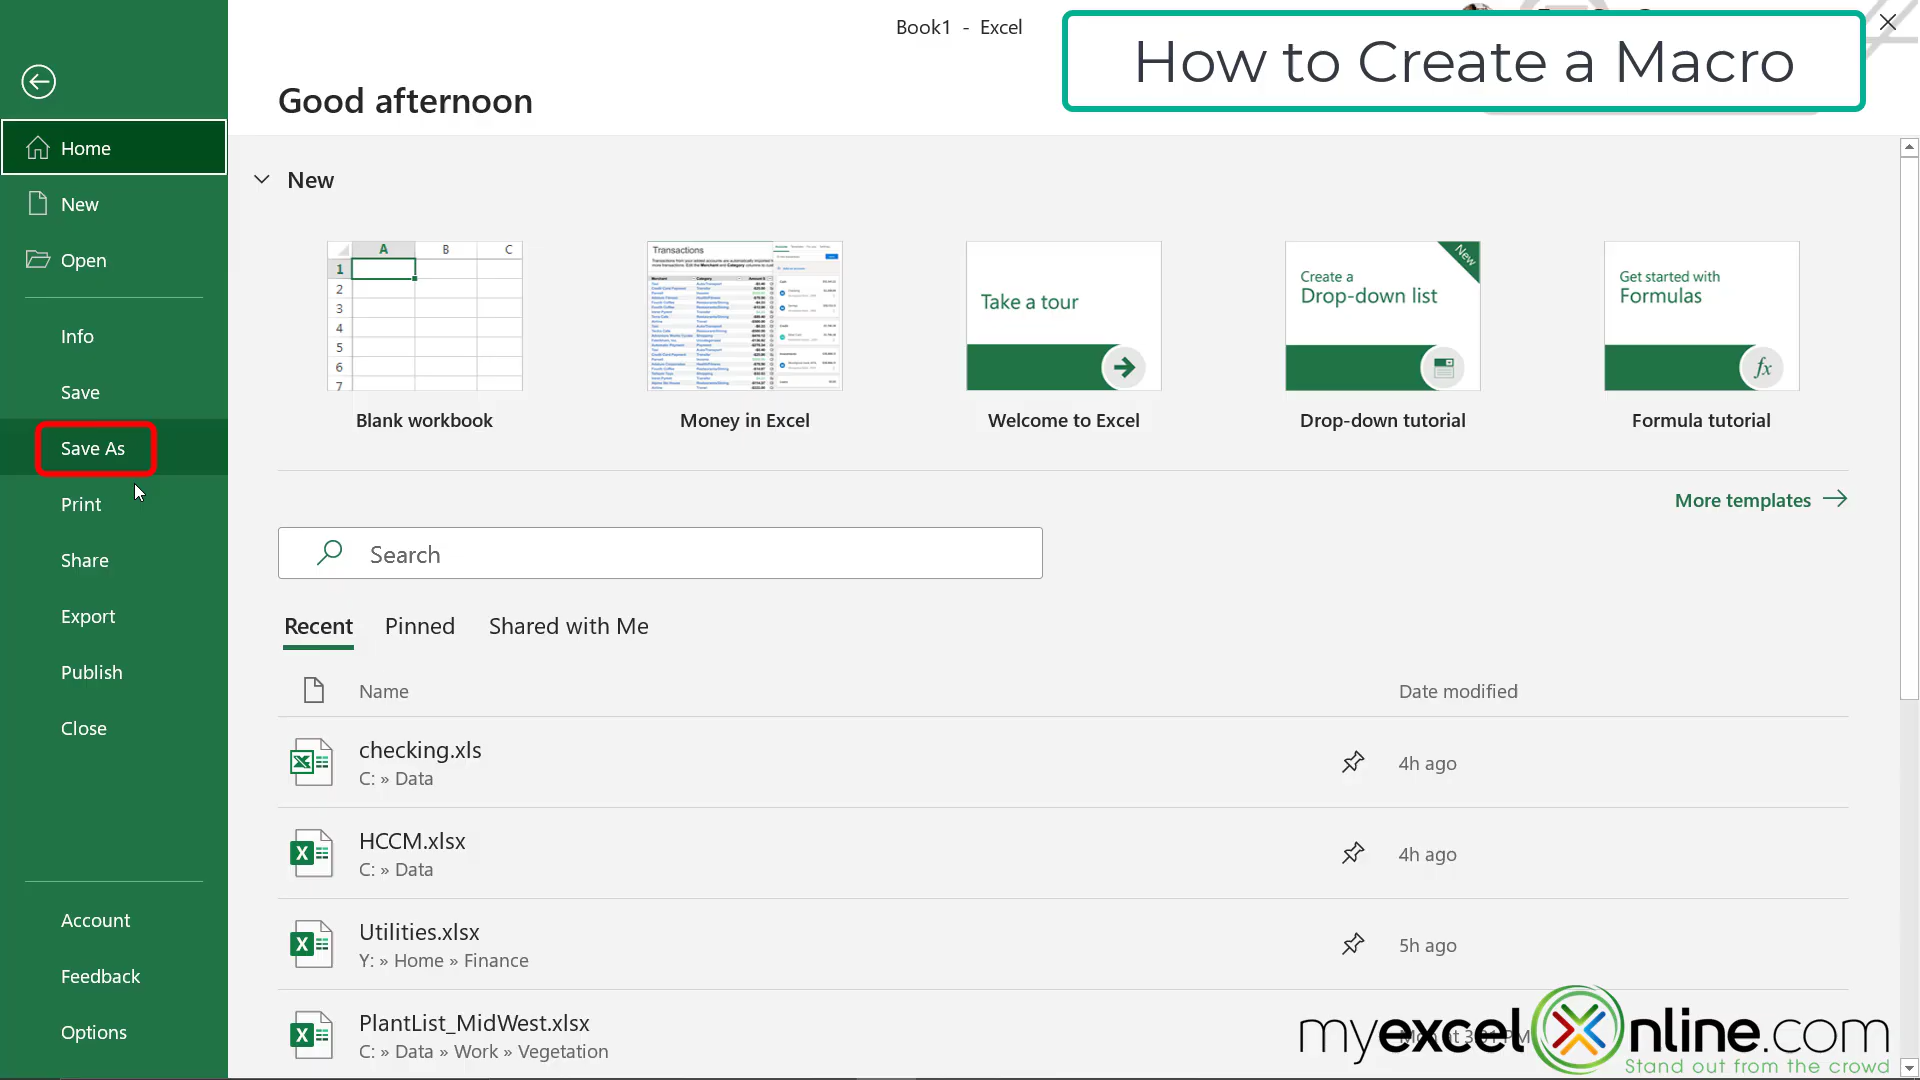 Book1 - Excel
How to Create a Macro
Good afternoon
Home
New
Open
Info
Save
Save As
Print
Share
Export
Publish
Close
Account
Feedback
Options
New
A B C
1
2
3
4
5
6
7
Blank workbook
Transactions
Money in Excel
Take a tour
Welcome to Excel
New
Create a
Drop-down list
Drop-down tutorial
Get started with
Formulas
fx
Formula tutorial
More templates
Search
Recent Pinned Shared with Me
Name Date modified
checking.xls
C: » Data
4h ago
HCCM.xlsx
C: » Data
4h ago
Utilities.xlsx
Y: » Home » Finance
5h ago
PlantList_MidWest.xlsx
C: » Data » Work » Vegetation
myexcelonline.com
Stand out from the crowd